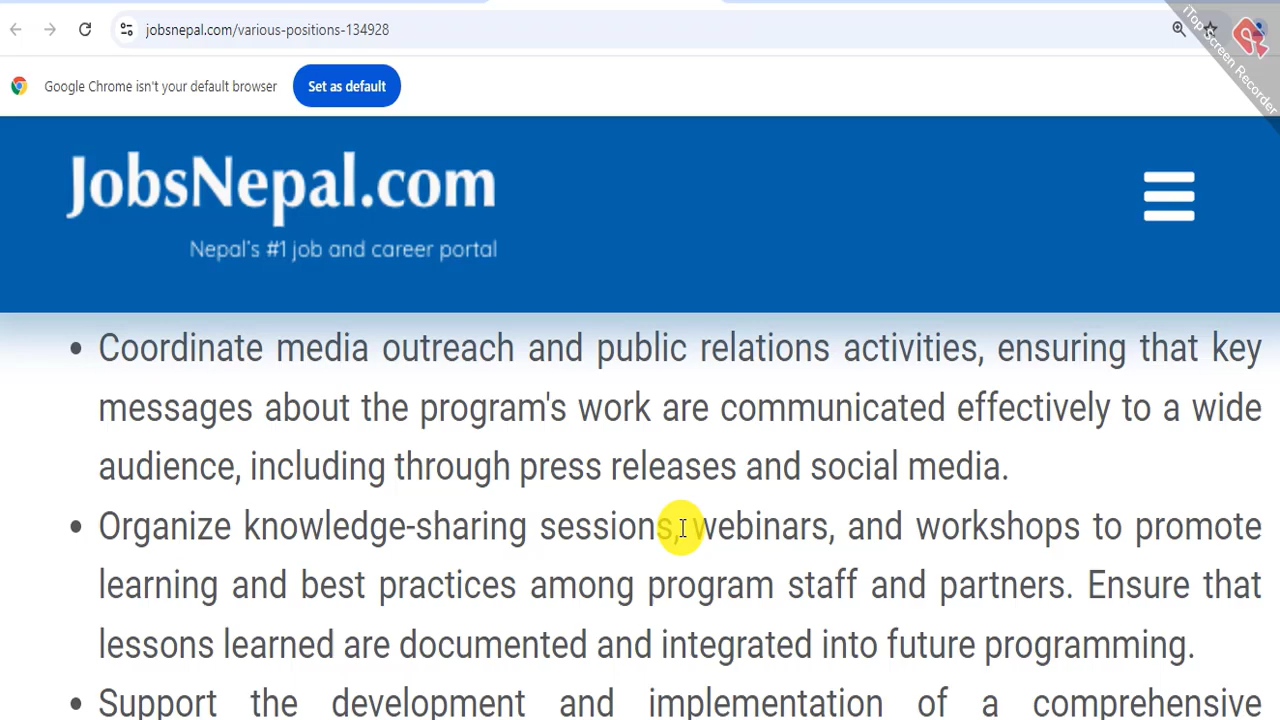 jobsnepal.com/various-positions-134928
iTop Screen Recorder
Google Chrome isn't your default browser
Set as default
JobsNepal.com
Nepal's #1 job and career portal
• Coordinate media outreach and public relations activities, ensuring that key
messages about the program's work are communicated effectively to a wide
audience, including through press releases and social media.
• Organize knowledge-sharing sessions, webinars, and workshops to promote
learning and best practices among program staff and partners. Ensure that
lessons learned are documented and integrated into future programming.
• Support the development and implementation of a comprehensive